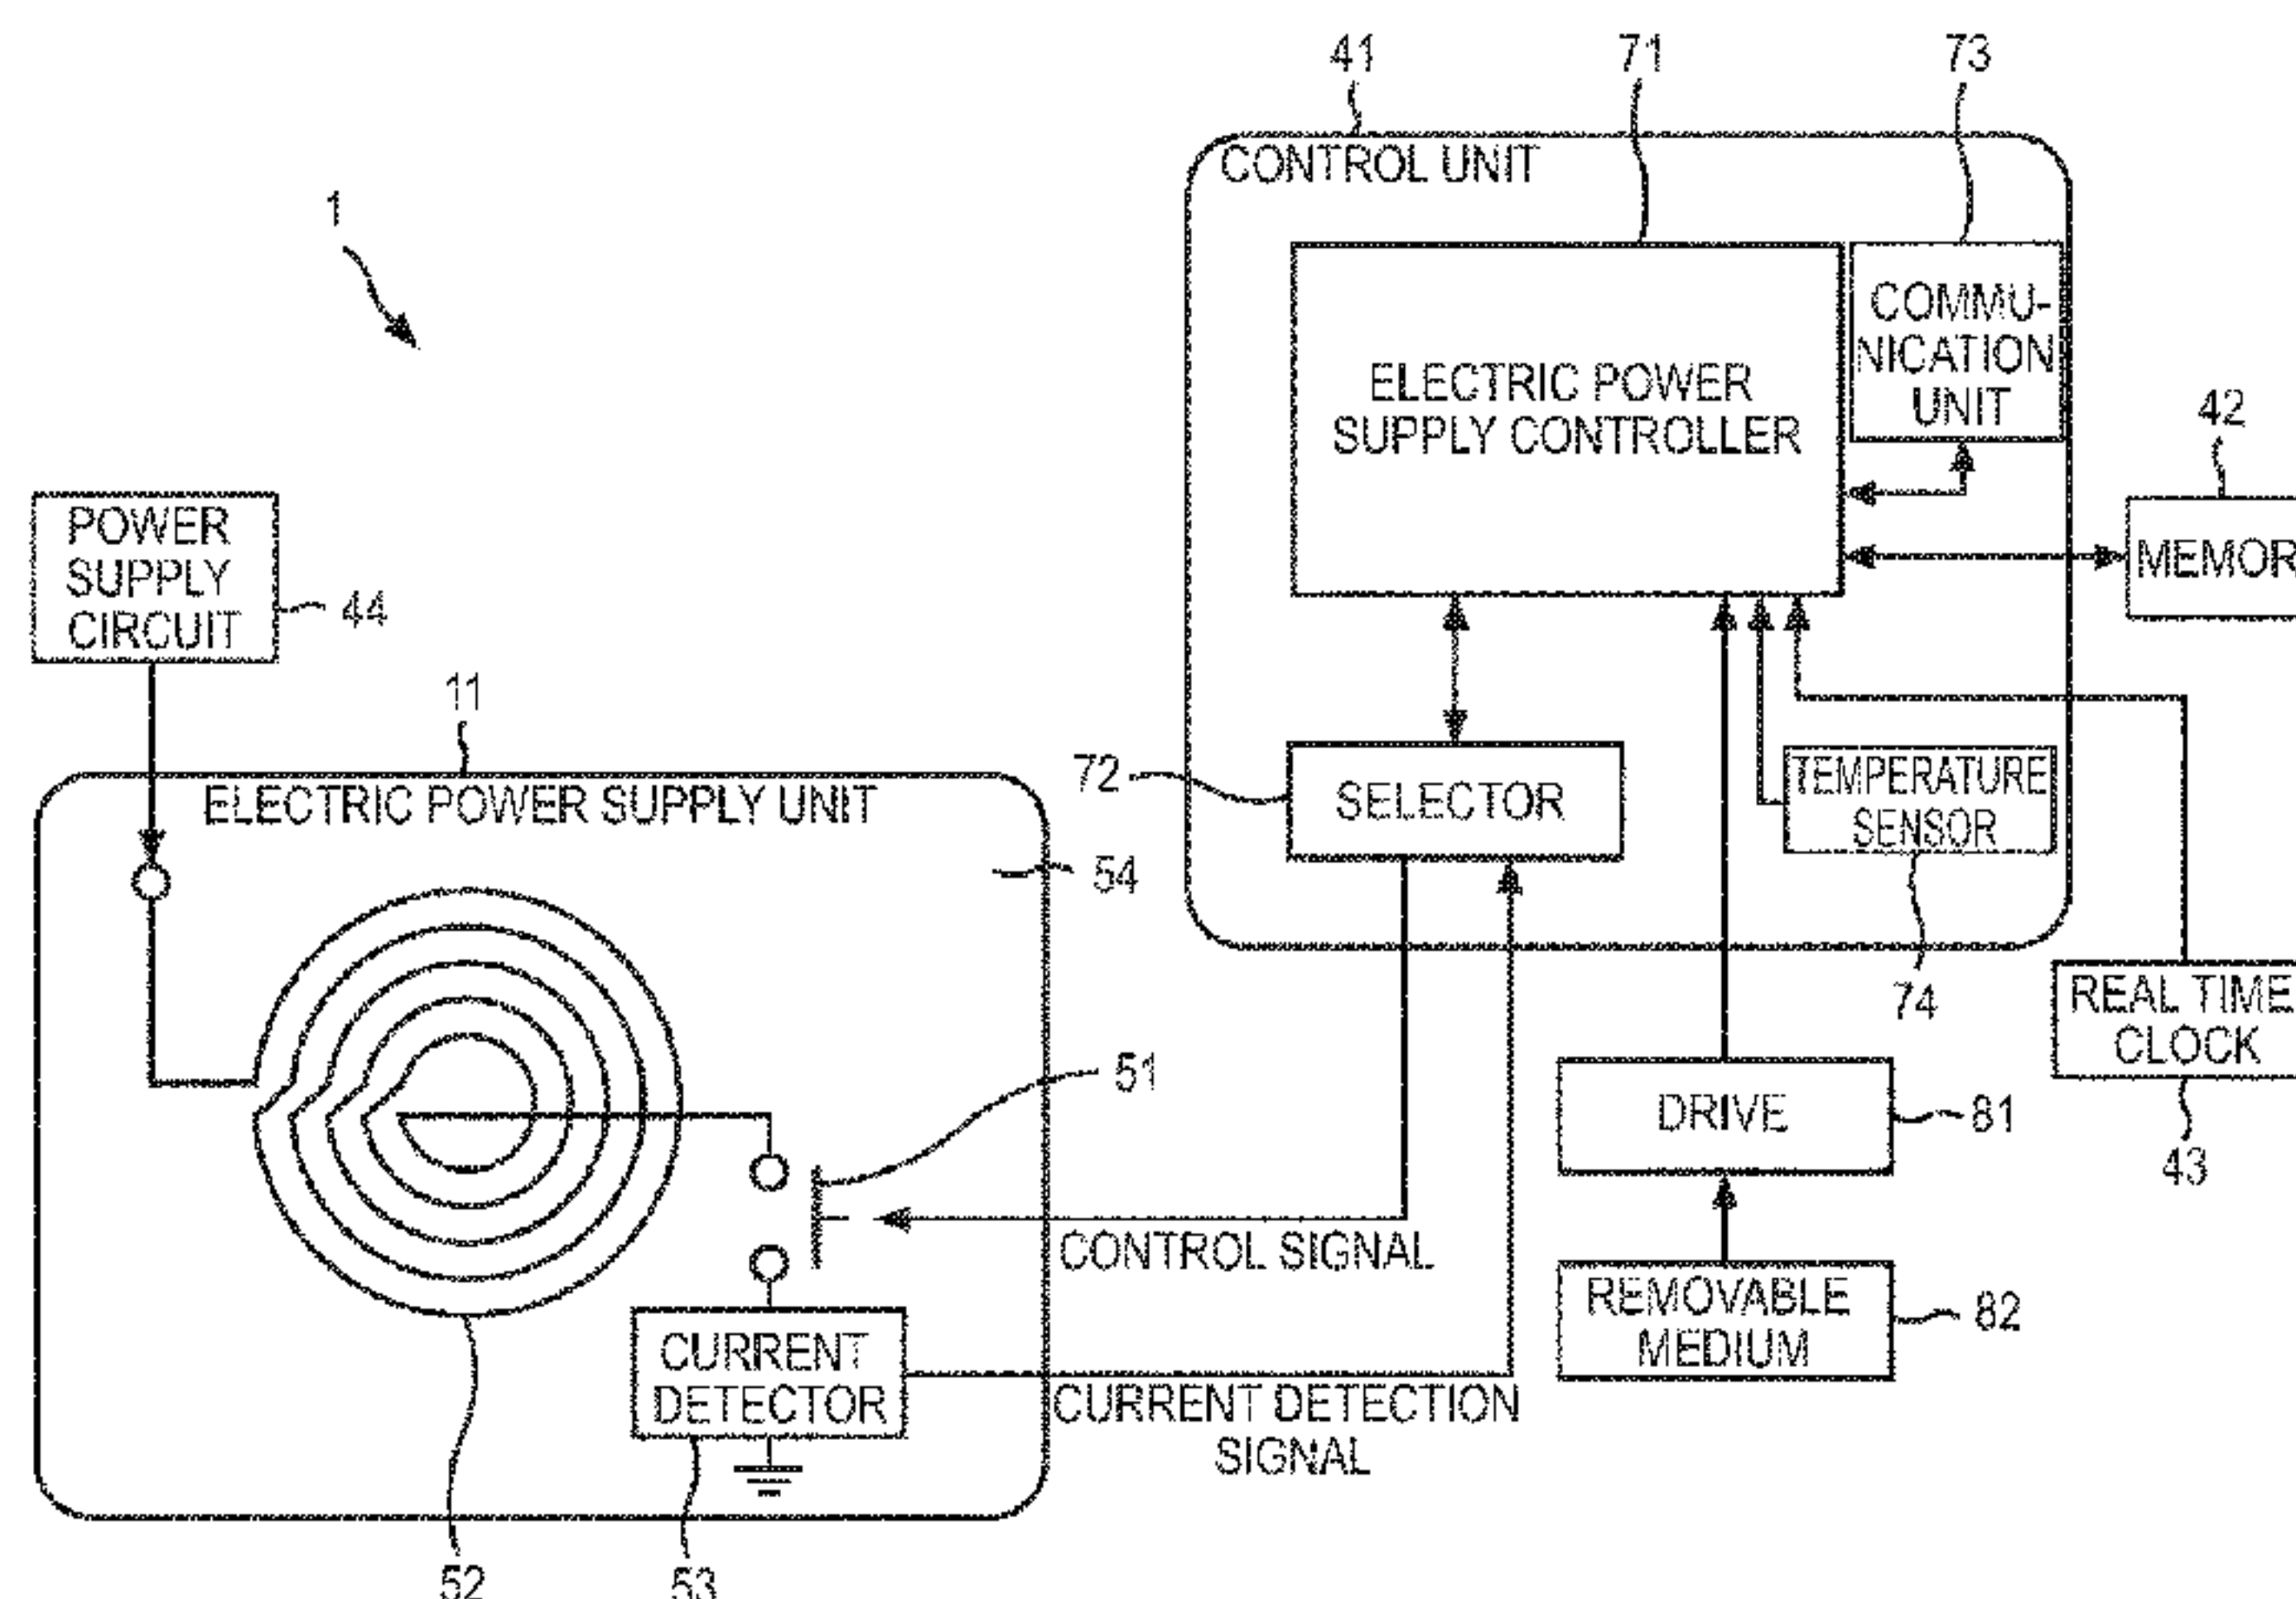 41
71
73
CONTROL UNIT
1
COMMU-
NICATION
UNIT
ELECTRIC POWER
SUPPLY CONTROLLER
42
MEMOR
POWER
SUPPLY
CIRCUIT
44
11
72
SELECTOR
TEMPERATURE
SENSOR
ELECTRIC POWER SUPPLY UNIT
54
74
REAL TIME
CLOCK
43
51
DRIVE
81
CONTROL SIGNAL
REMOVABLE
MEDIUM
82
CURRENT
DETECTOR
CURRENT DETECTION
SIGNAL
52
53